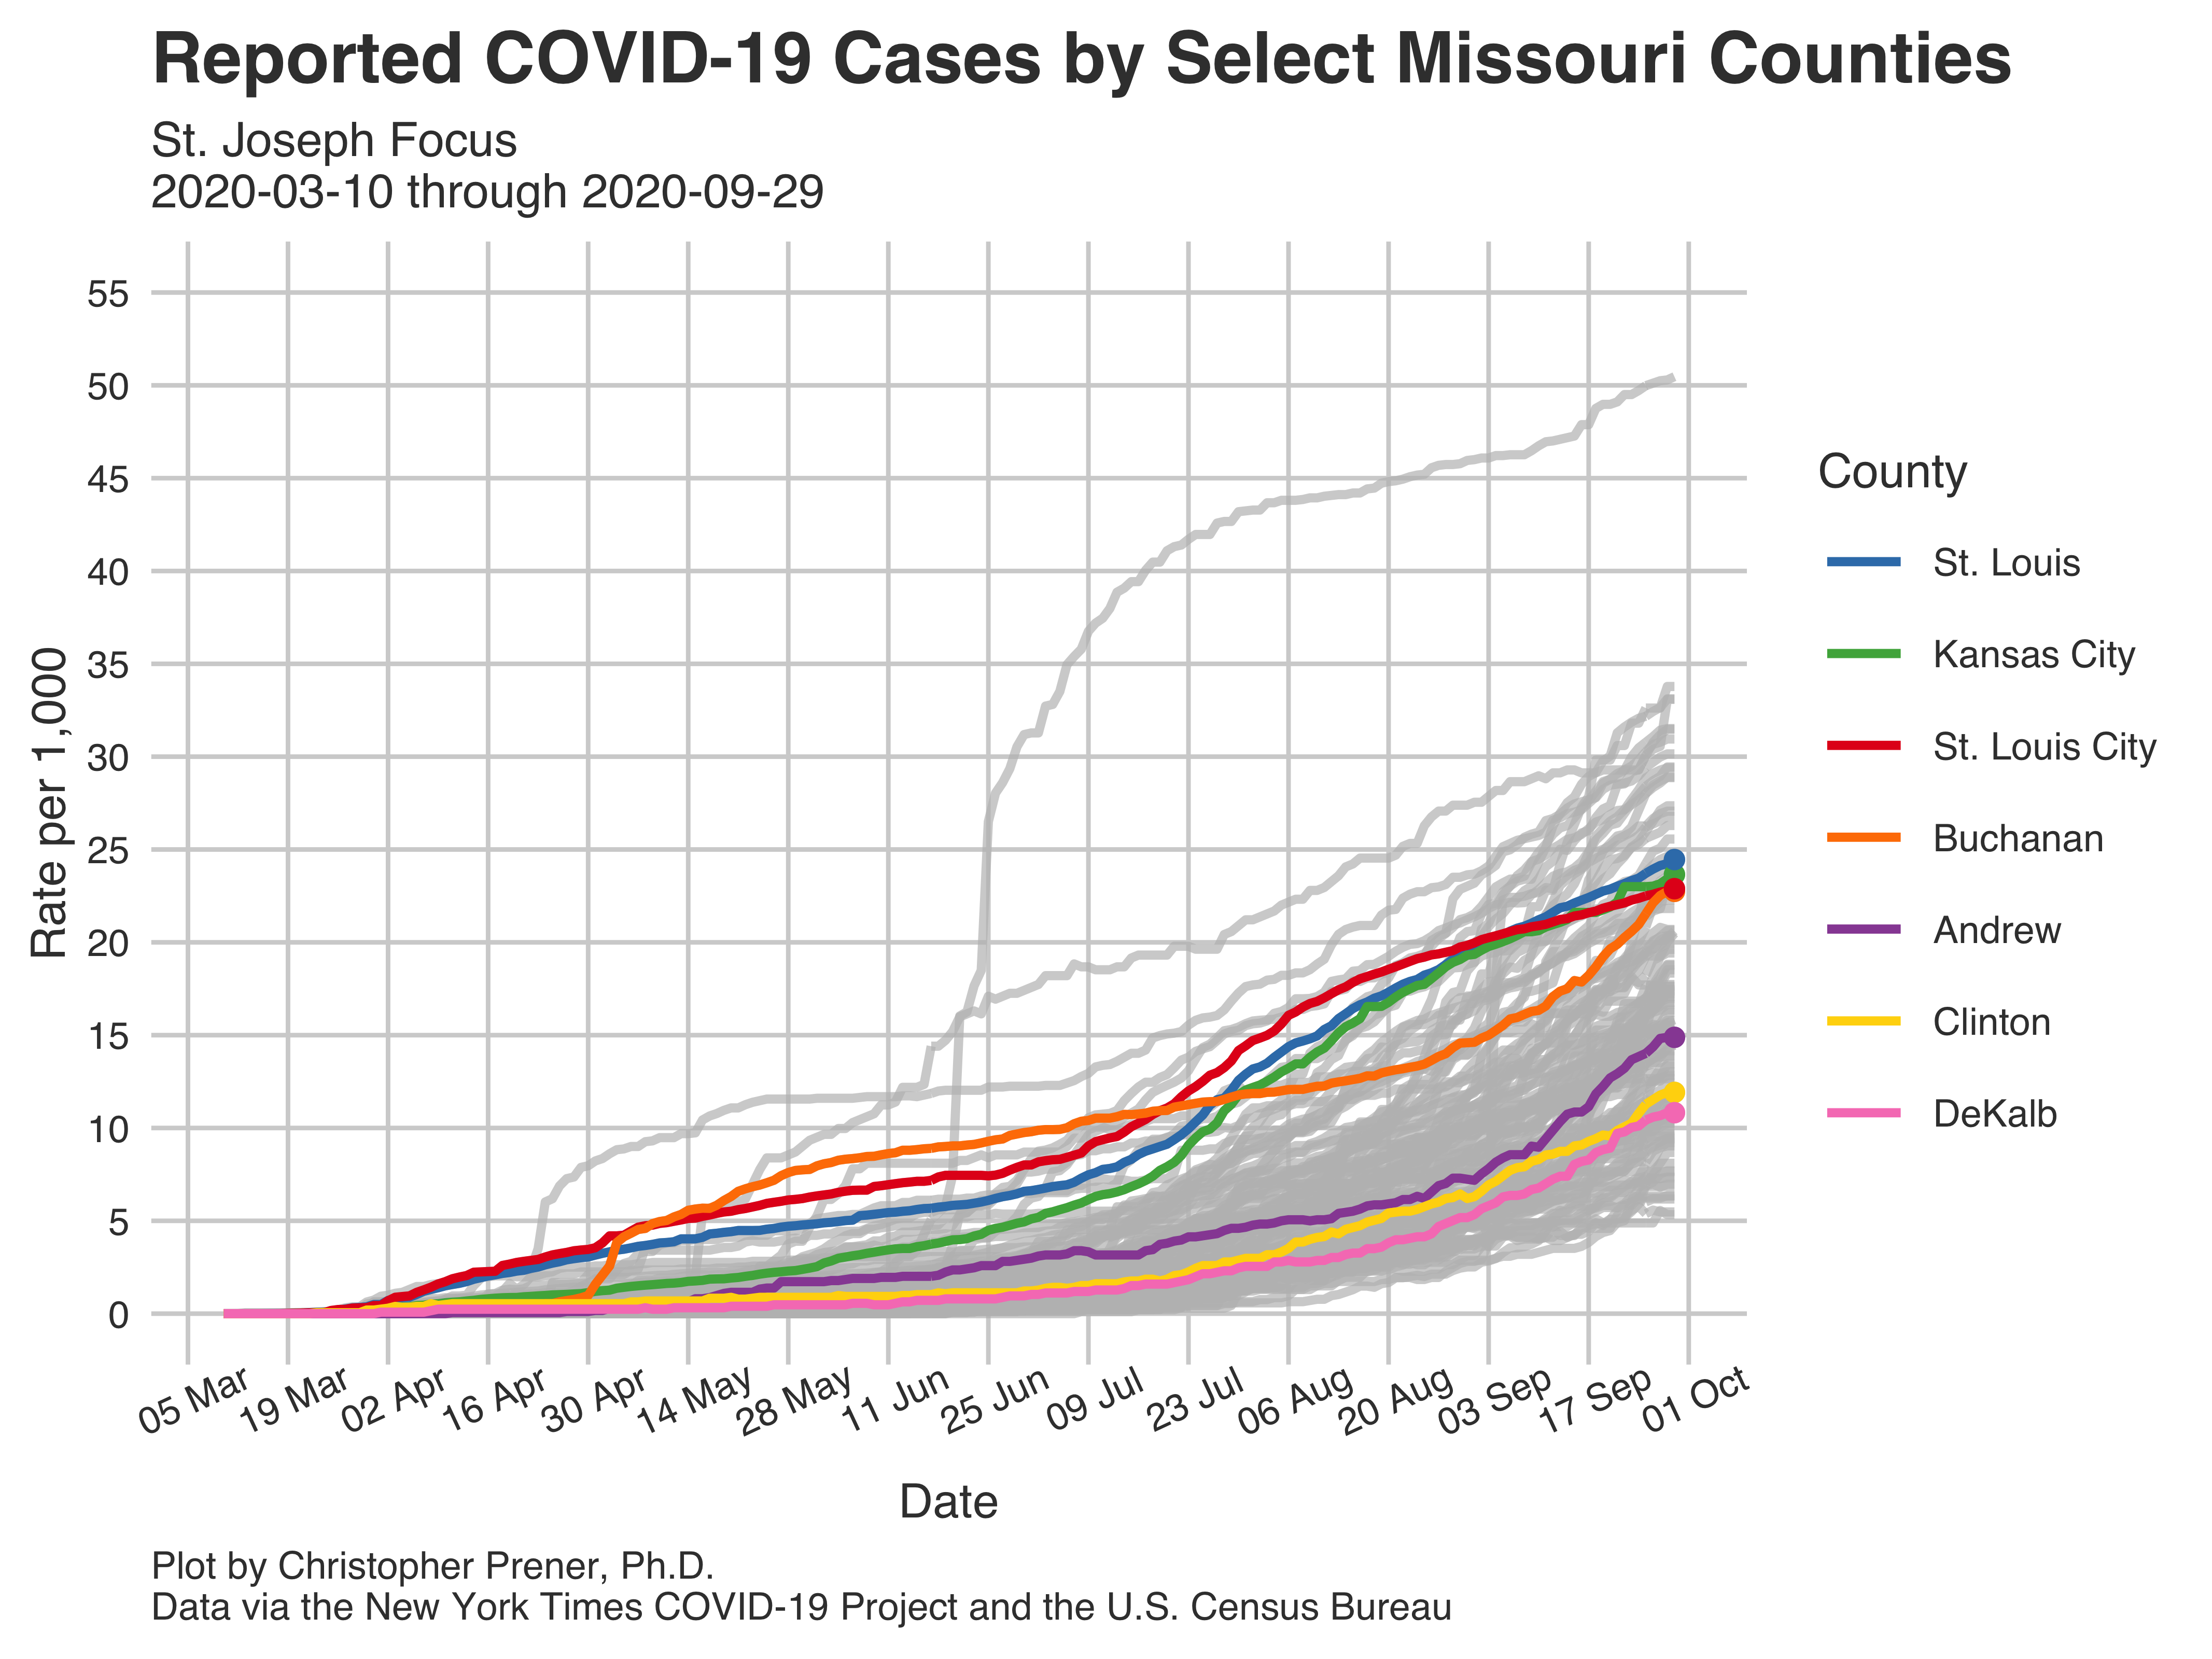 Reported COVID-19 Cases by Select Missouri Counties
St. Joseph Focus
2020-03-10 through 2020-09-29
55
50
45
40
35
30
25
20
15
10
5
0
Rate per 1,000
05 Mar
19 Mar
02 Apr
16 Apr
30 Apr
14 May
28 May
11 Jun
25 Jun
09 Jul
23 Jul
06 Aug
20 Aug
03 Sep
17 Sep
01 Oct
Date
County
St. Louis
Kansas City
St. Louis City
Buchanan
Andrew
Clinton
DeKalb
Plot by Christopher Prener, Ph.D.
Data via the New York Times COVID-19 Project and the U.S. Census Bureau